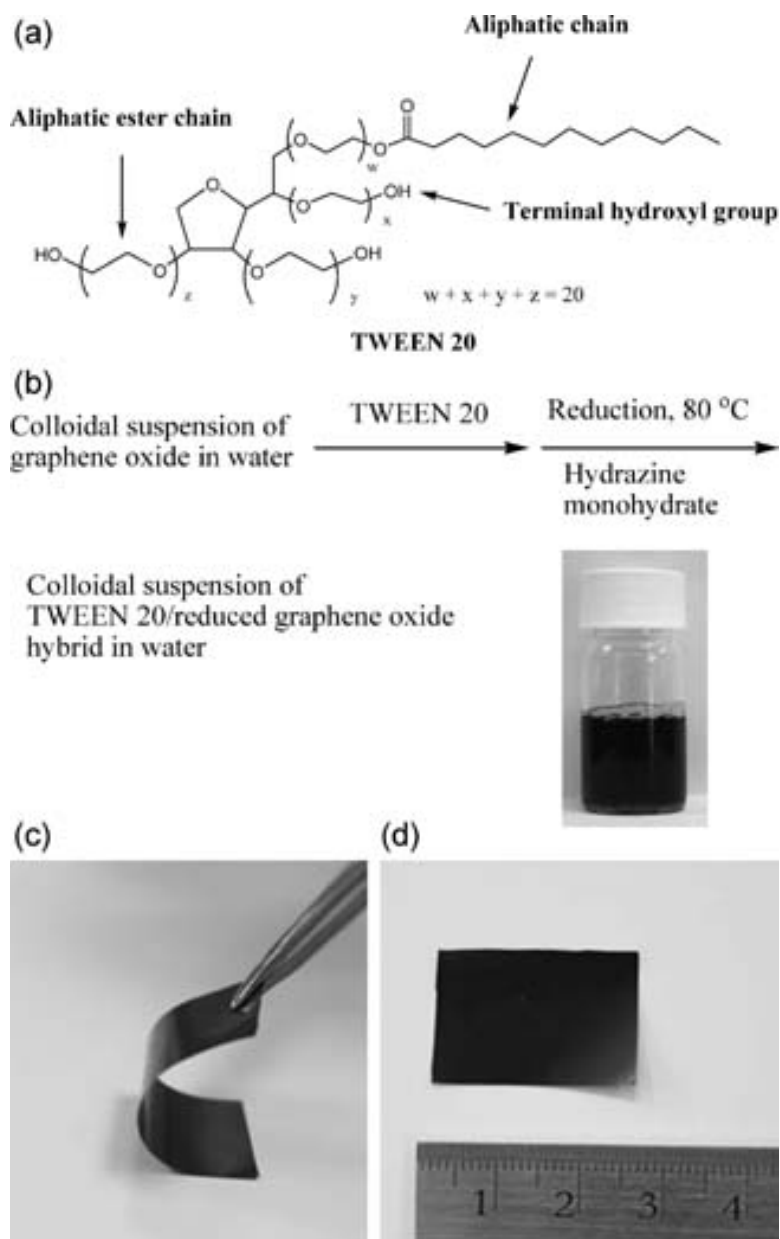 (a)
Aliphatic chain
Aliphatic ester chain
O
O
O
w
O
O
OH
x
Terminal hydroxyl group
HO
O
z
O
OH
y
w + x + y + z = 20
TWEEN 20
(b)
TWEEN 20
Reduction, 80 °C
Colloidal suspension of
graphene oxide in water
Hydrazine
monohydrate
Colloidal suspension of
TWEEN 20/reduced graphene oxide
hybrid in water
(c)
(d)
1 2 3 4